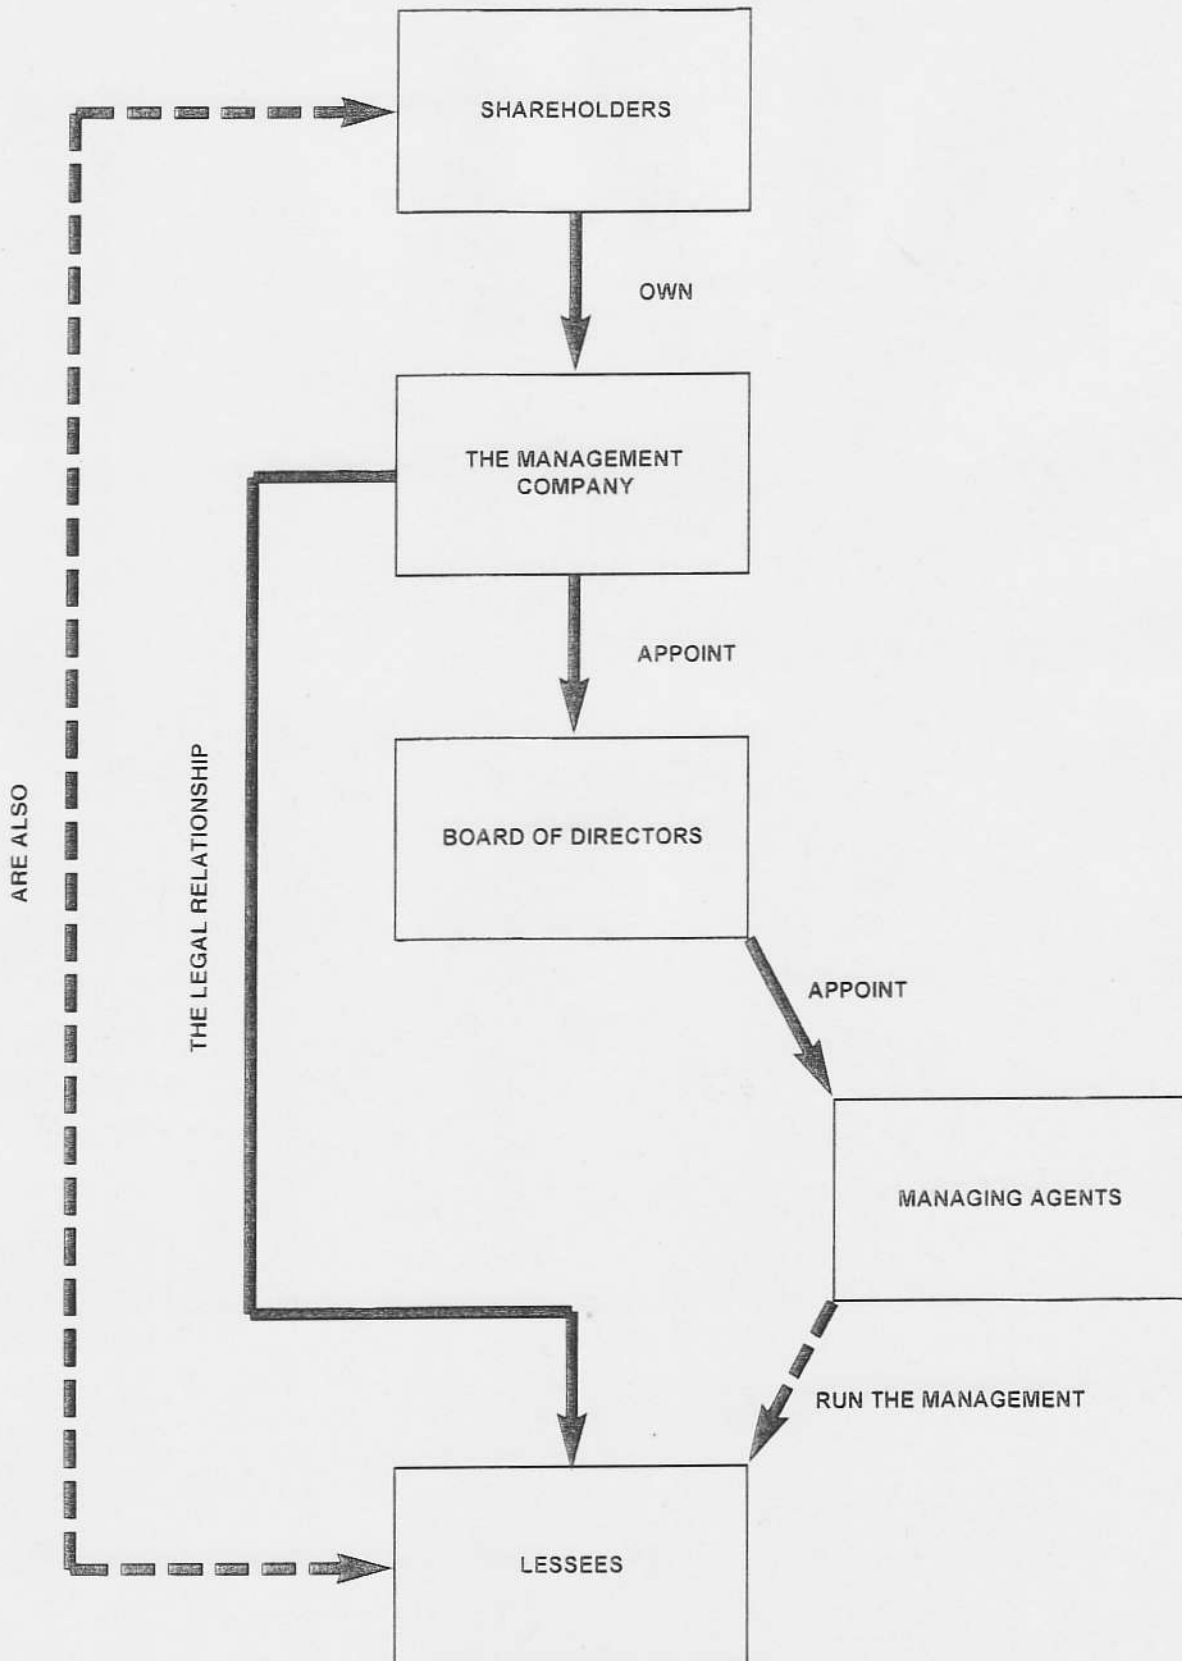 SHAREHOLDERS
OWN
THE MANAGEMENT
COMPANY
APPOINT
THE LEGAL RELATIONSHIP
ARE ALSO
BOARD OF DIRECTORS
APPOINT
MANAGING AGENTS
RUN THE MANAGEMENT
LESSEES